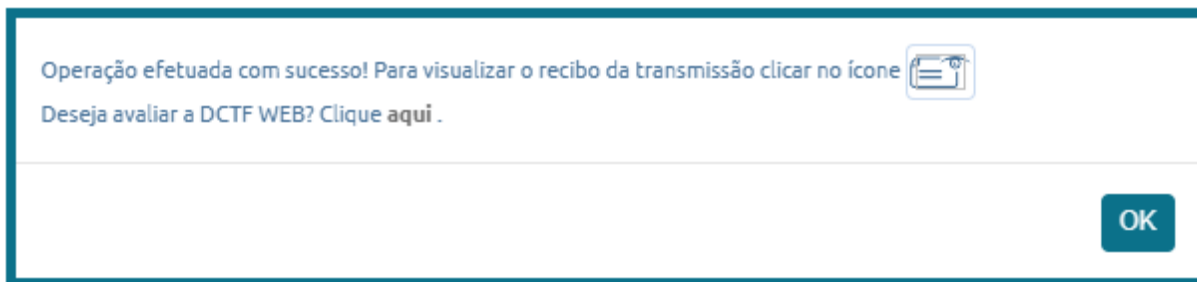 Operação efetuada com sucesso! Para visualizar o recibo da transmissão clicar no ícone
Deseja avaliar a DCTF WEB? Clique aqui .
OK